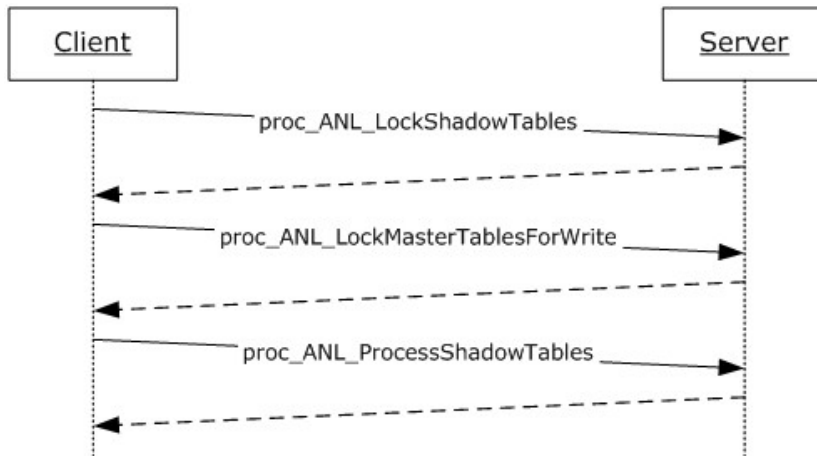 Client
Server
proc_ANL_LockShadowTables
proc_ANL_LockMasterTablesForWrite
proc_ANL_ProcessShadowTables